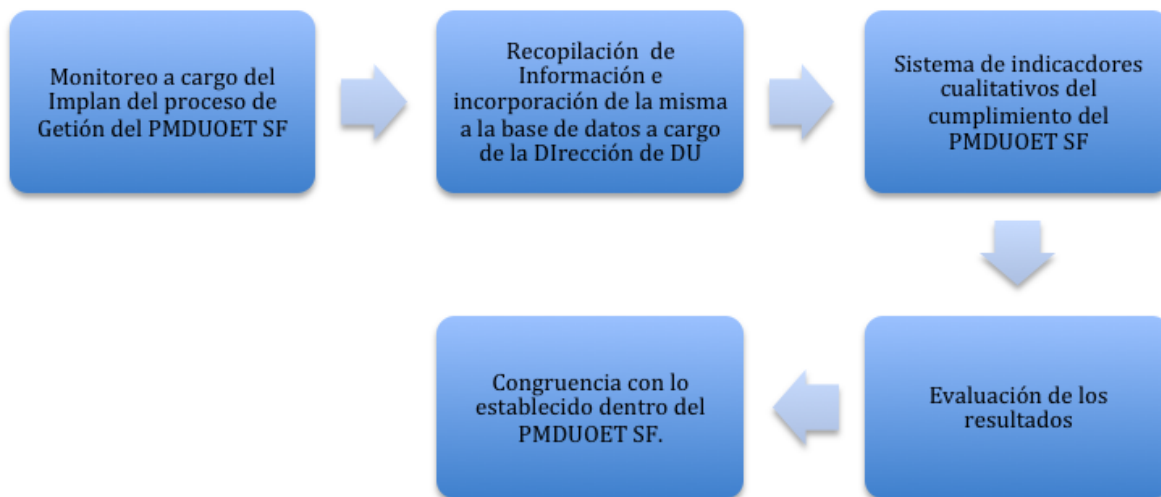 Monitoreo a cargo del
Implan del proceso de
Getión del PMDUOET SF
Recopilación de
Información e
incorporación de la misma
a la base de datos a cargo
de la DIrección de DU
Sistema de indicacdores
cualitativos del
cumplimiento del
PMDUOET SF
Evaluación de los
resultados
Congruencia con lo
establecido dentro del
PMDUOET SF.